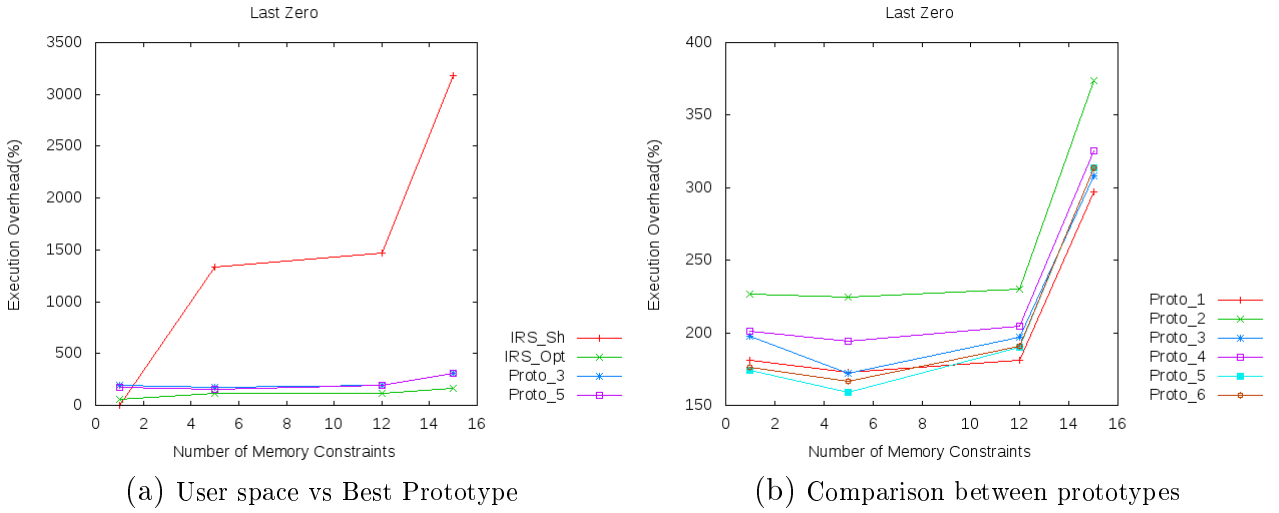 Last Zero
3500
3000
2500
2000
1500
1000
500
0
0 2 4 6 8 10 12 14 16
Execution Overhead(%)
Number of Memory Constraints
IRS_Sh
IRS_Opt
Proto_3
Proto_5
(a) User space vs Best Prototype
Last Zero
400
350
300
250
200
150
0 2 4 6 8 10 12 14 16
Execution Overhead(%)
Number of Memory Constraints
Proto_1
Proto_2
Proto_3
Proto_4
Proto_5
Proto_6
(b) Comparison between prototypes